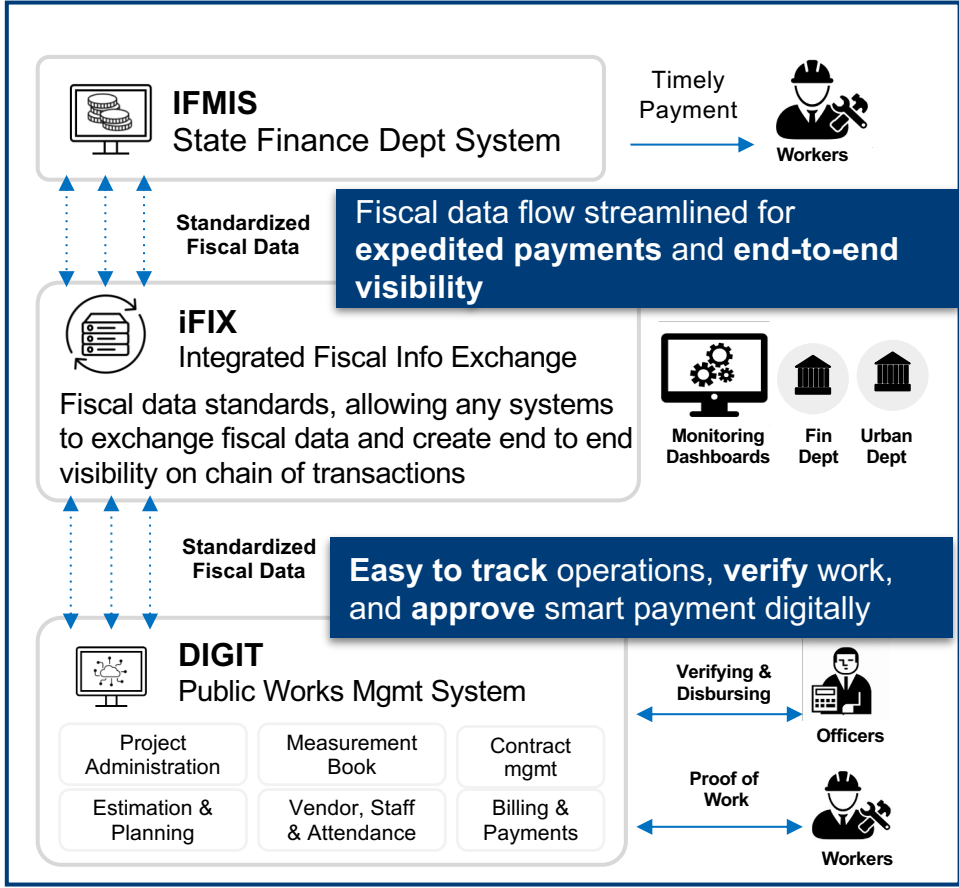 IFMIS
State Finance Dept System
Timely
Payment
Workers
Standardized
Fiscal Data
Fiscal data flow streamlined for
expedited payments and end-to-end
visibility
iFIX
Integrated Fiscal Info Exchange
Fiscal data standards, allowing any systems
to exchange fiscal data and create end to end
visibility on chain of transactions
Monitoring
Dashboards
Fin
Dept
Urban
Dept
Standardized
Fiscal Data
Easy to track operations, verify work,
and approve smart payment digitally
DIGIT
Public Works Mgmt System
Project
Administration
Measurement
Book
Contract
mgmt
Estimation &
Planning
Vendor, Staff
& Attendance
Billing &
Payments
Verifying &
Disbursing
Officers
Proof of
Work
Workers